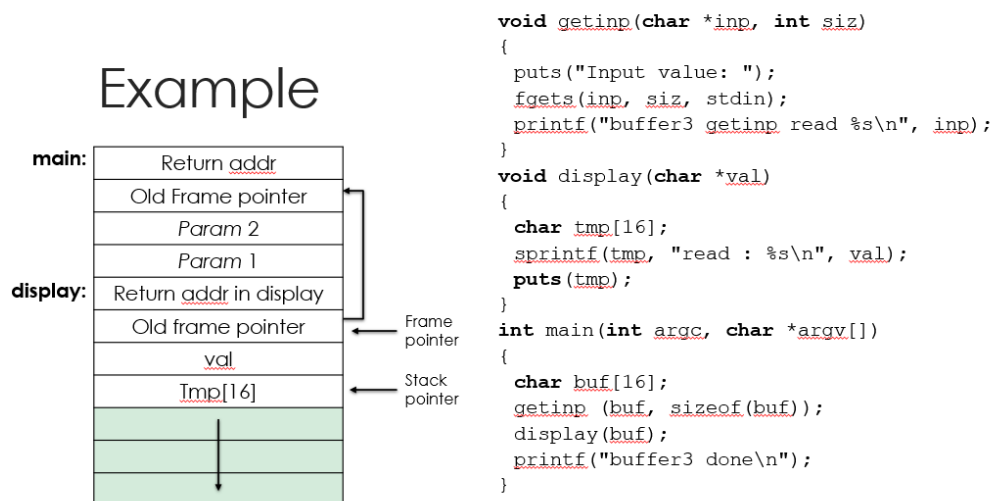 Example
main:
Return addr
Old Frame pointer
Param 2
Param 1
display:
Return addr in display
Old frame pointer
Frame
pointer
val
Tmp[16]
Stack
pointer
void getinp(char *inp, int siz)
{
puts("Input value: ");
fgets(inp, siz, stdin);
printf("buffer3 getinp read %s\n", inp);
}
void display(char *val)
{
char tmp[16];
sprintf(tmp, "read : %s\n", val);
puts(tmp);
}
int main(int argc, char *argv[])
{
char buf[16];
getinp (buf, sizeof(buf));
display(buf);
printf("buffer3 done\n");
}